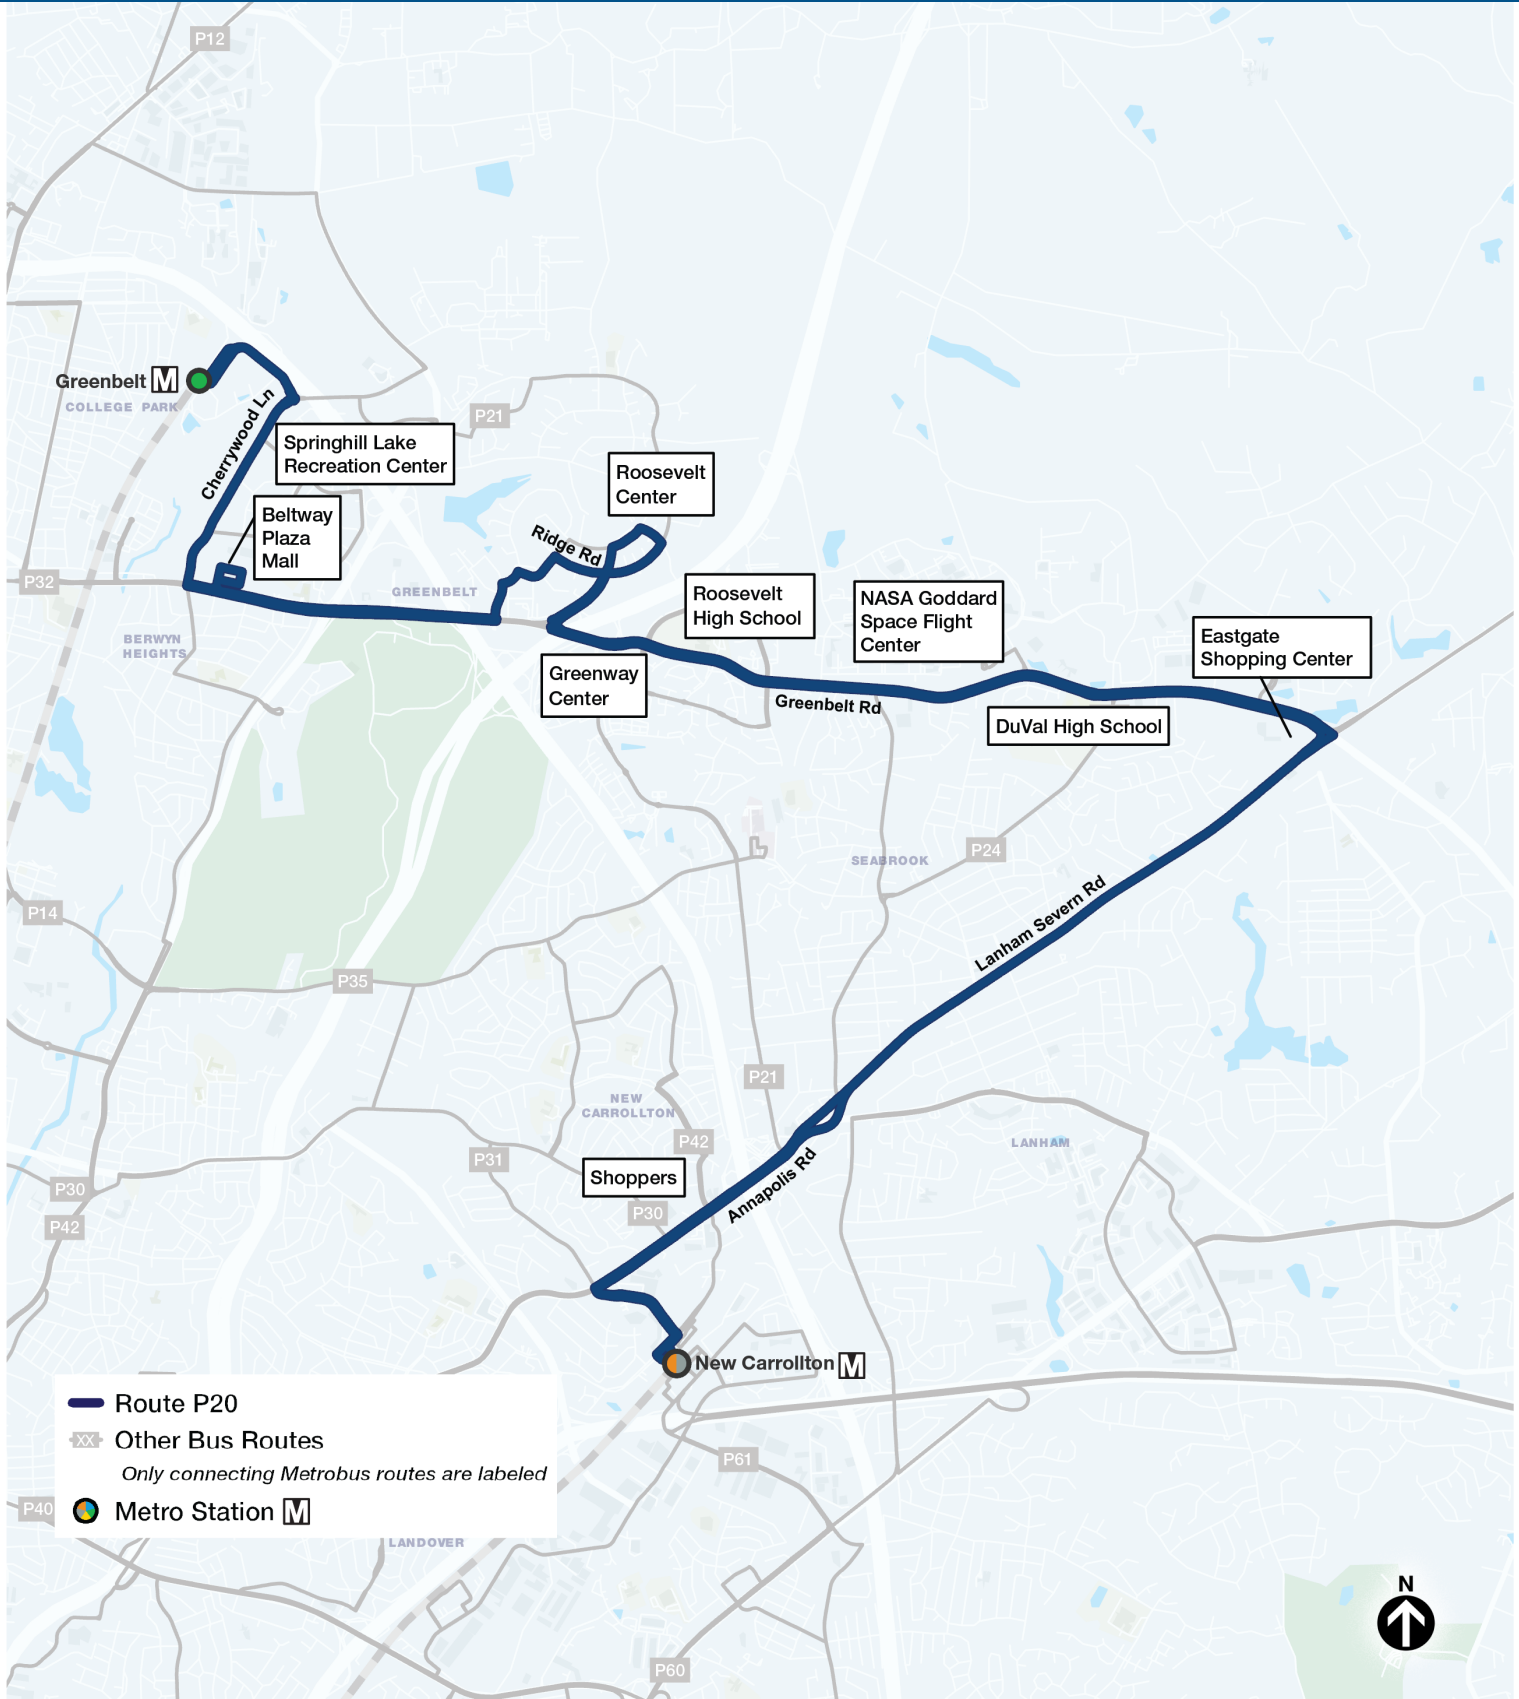 P12
Greenbelt M
COLLEGE PARK
Cherrywood Ln
P21
Springhill Lake
Recreation Center
Roosevelt
Center
Beltway
Plaza
Mall
Ridge Rd
P32
GREENBELT
Roosevelt
High School
NASA Goddard
Space Flight
Center
Eastgate
Shopping Center
BERWYN
HEIGHTS
Greenway
Center
Greenbelt Rd
DuVal High School
SEABROOK
P24
P14
Lanham Severn Rd
P35
P21
NEW
CARROLLTON
P42
LANHAM
P31
Shoppers
Annapolis Rd
P30
P30
P42
New Carrollton M
Route P20
XX Other Bus Routes
Only connecting Metrobus routes are labeled
Metro Station M
P61
P40
LANDOVER
N
P60